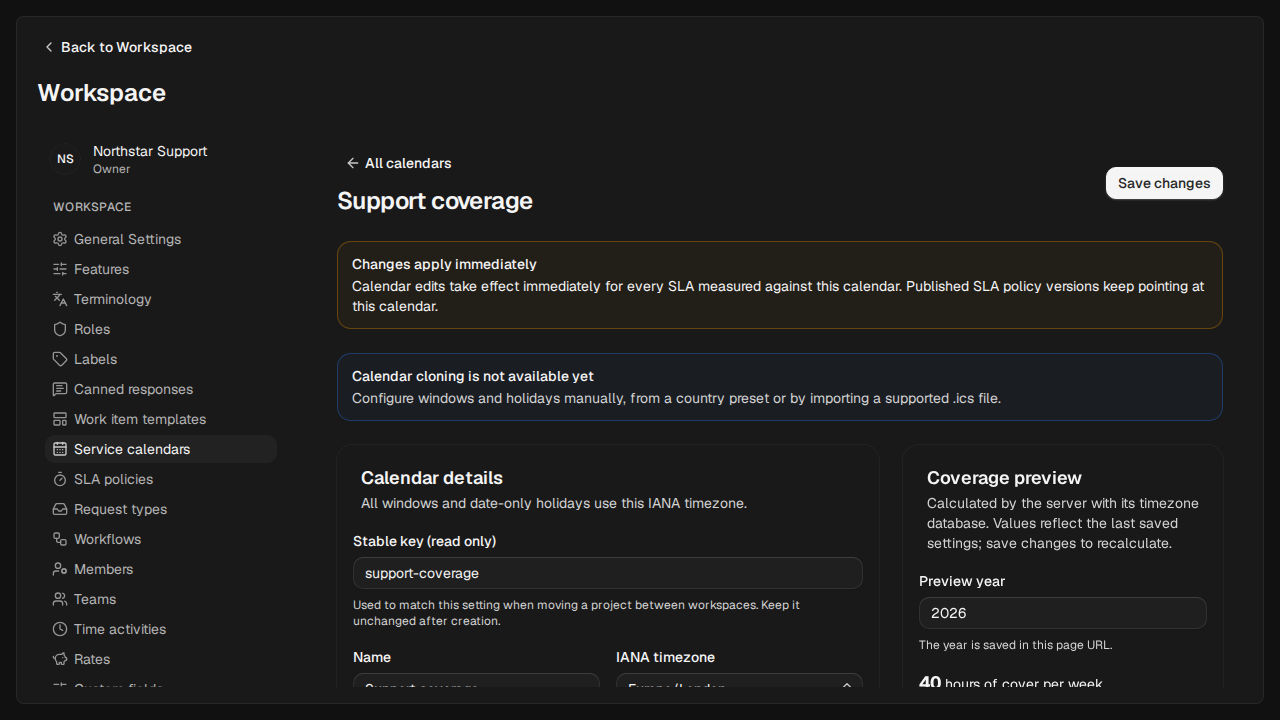 Back to Workspace
Workspace
NS
Northstar Support
Owner
WORKSPACE
General Settings
Features
Terminology
Roles
Labels
Canned responses
Work item templates
Service calendars
SLA policies
Request types
Workflows
Members
Teams
Time activities
Rates
Custom fields
All calendars
Support coverage
Save changes
Changes apply immediately
Calendar edits take effect immediately for every SLA measured against this calendar. Published SLA policy versions keep pointing at
this calendar.
Calendar cloning is not available yet
Configure windows and holidays manually, from a country preset or by importing a supported .ics file.
Calendar details
All windows and date-only holidays use this IANA timezone.
Stable key (read only)
support-coverage
Used to match this setting when moving a project between workspaces. Keep it
unchanged after creation.
Name
IANA timezone
Support coverage
Europe/London
Coverage preview
Calculated by the server with its timezone
database. Values reflect the last saved
settings; save changes to recalculate.
Preview year
2026
The year is saved in this page URL.
40 hours of cover per week